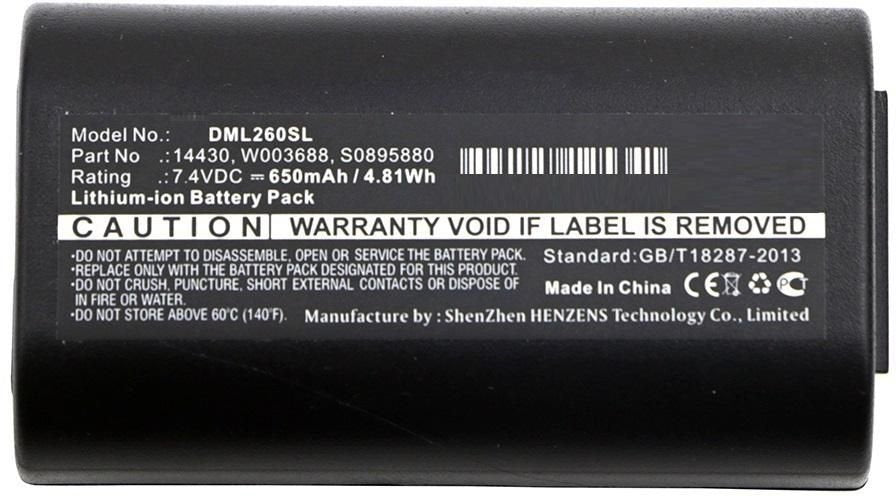 Model No.: DML260SL
Part No .: 14430, W003688, S0895880
Rating .: 7.4VDC ⎓ 650mAh / 4.81Wh
Lithium-ion Battery Pack
CAUTION WARRANTY VOID IF LABEL IS REMOVED
·DO NOT ATTEMPT TO DISASSEMBLE, OPEN OR SERVICE THE BATTERY PACK.
·REPLACE ONLY WITH THE BATTERY PACK DESIGNATED FOR THIS PRODUCT.
·DO NOT CRUSH, PUNCTURE, SHORT EXTERNAL CONTACTS OR DISPOSE OF
IN FIRE OR WATER.
·DO NOT STORE ABOVE 60°C (140°F).
Standard:GB/T18287-2013
Made In China CE
Manufacture by : ShenZhen HENZENS Technology Co., Limited